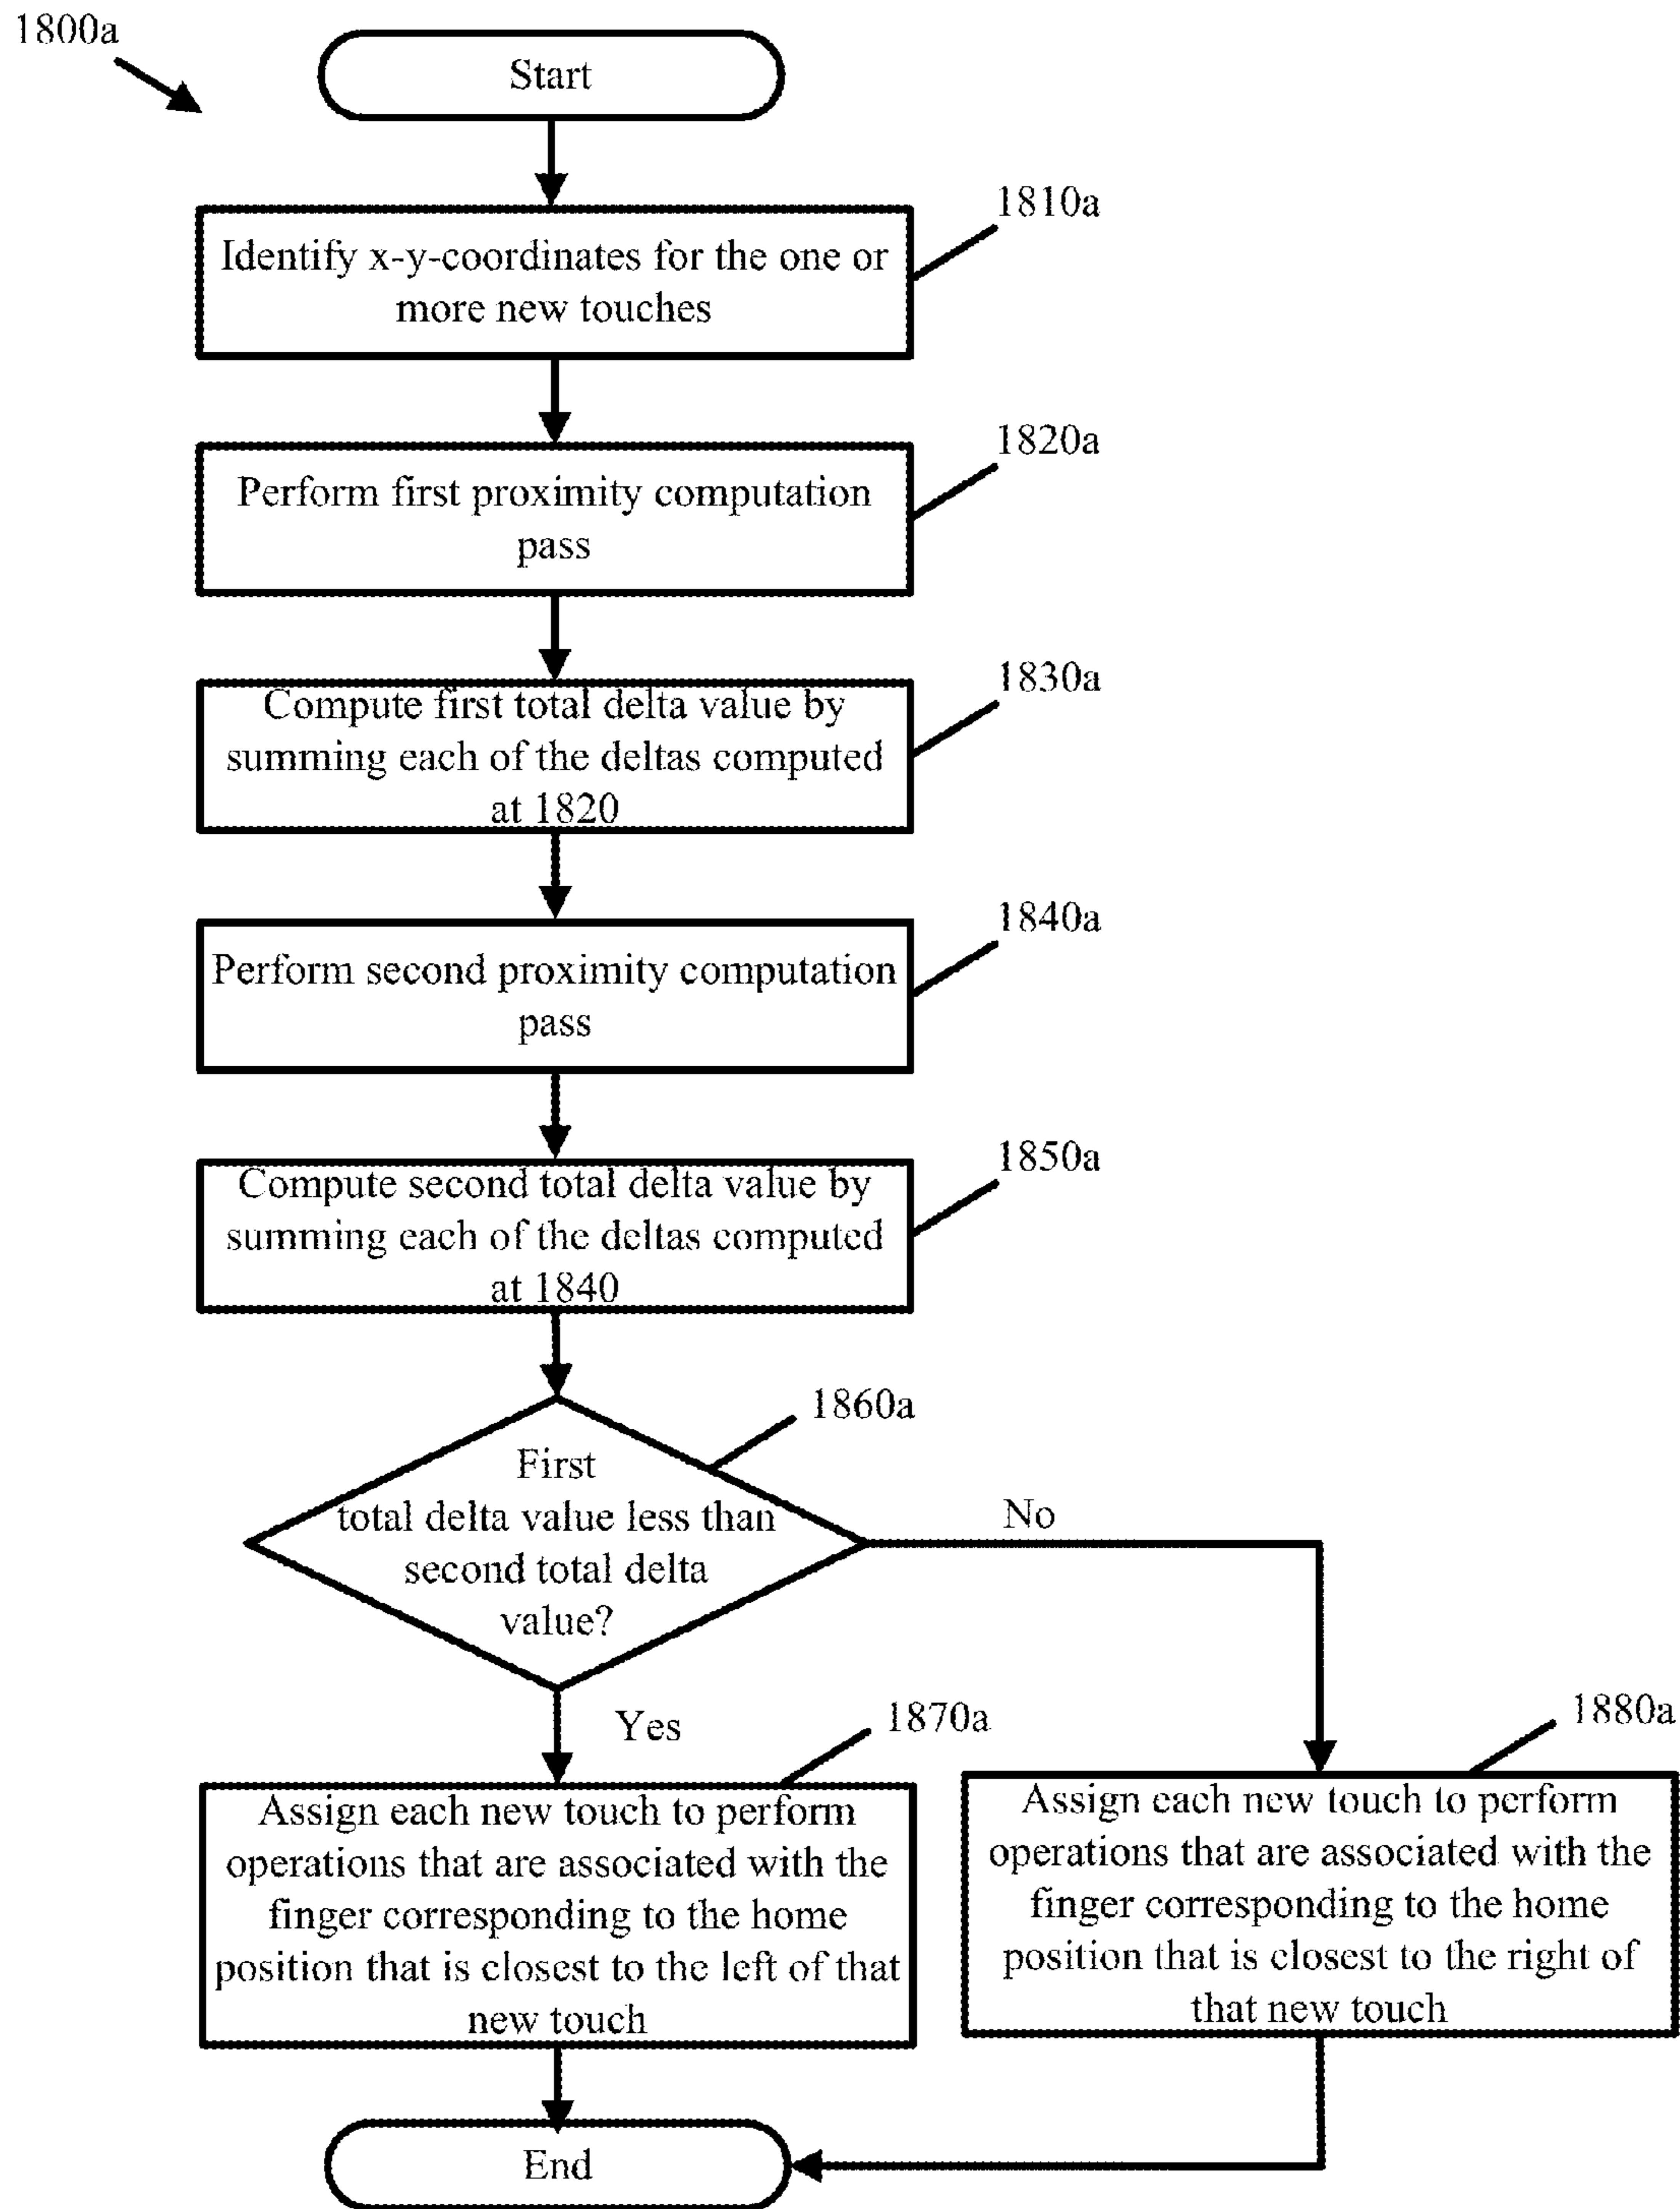 1800a
Start
1810a
Identify x-y-coordinates for the one or
more new touches
1820a
Perform first proximity computation
pass
1830a
Compute first total delta value by
summing each of the deltas computed
at 1820
1840a
Perform second proximity computation
pass
1850a
Compute second total delta value by
summing each of the deltas computed
at 1840
1860a
First
total delta value less than
second total delta
value?
No
Yes
1870a
Assign each new touch to perform
operations that are associated with the
finger corresponding to the home
position that is closest to the left of that
new touch
1880a
Assign each new touch to perform
operations that are associated with the
finger corresponding to the home
position that is closest to the right of
that new touch
End